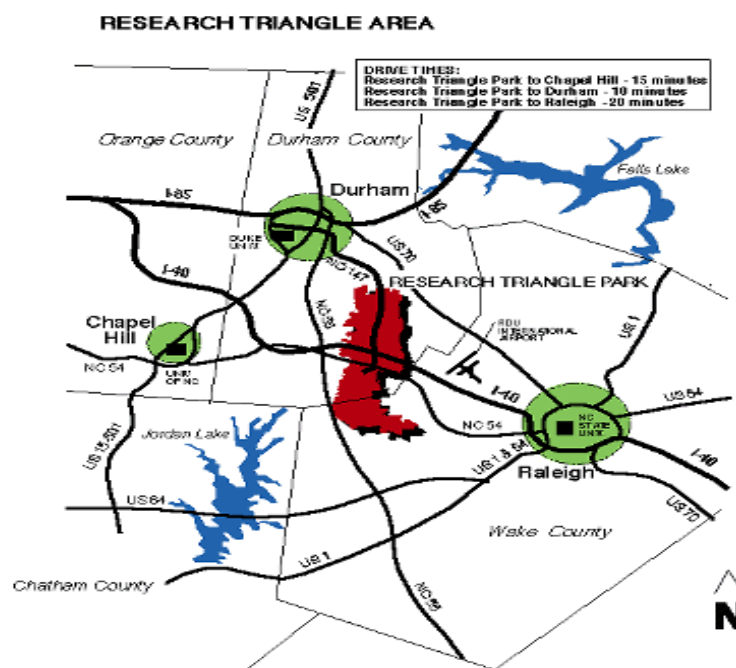 RESEARCH TRIANGLE AREA
DRIVE TIMES:
Research Triangle Park to Chapel Hill - 15 minutes
Research Triangle Park to Durham - 10 minutes
Research Triangle Park to Raleigh - 20 minutes
US 501
Orange County
Durham County
Falls Lake
I-85
Durham
I-85
DUKE UNIV.
US 70
NC 147
I-40
RESEARCH TRIANGLE PARK
RDU
INTERNATIONAL
AIRPORT
US 1
Chapel
Hill
NC 55
NC 54
UNIV.
OF NC
I-40
US 64
NC
STATE
UNIV.
NC 54
Jordan Lake
US 15-501
US 1 & 64
I-40
Raleigh
US 64
US 70
Wake County
US 1
Chatham County
NC 55
N